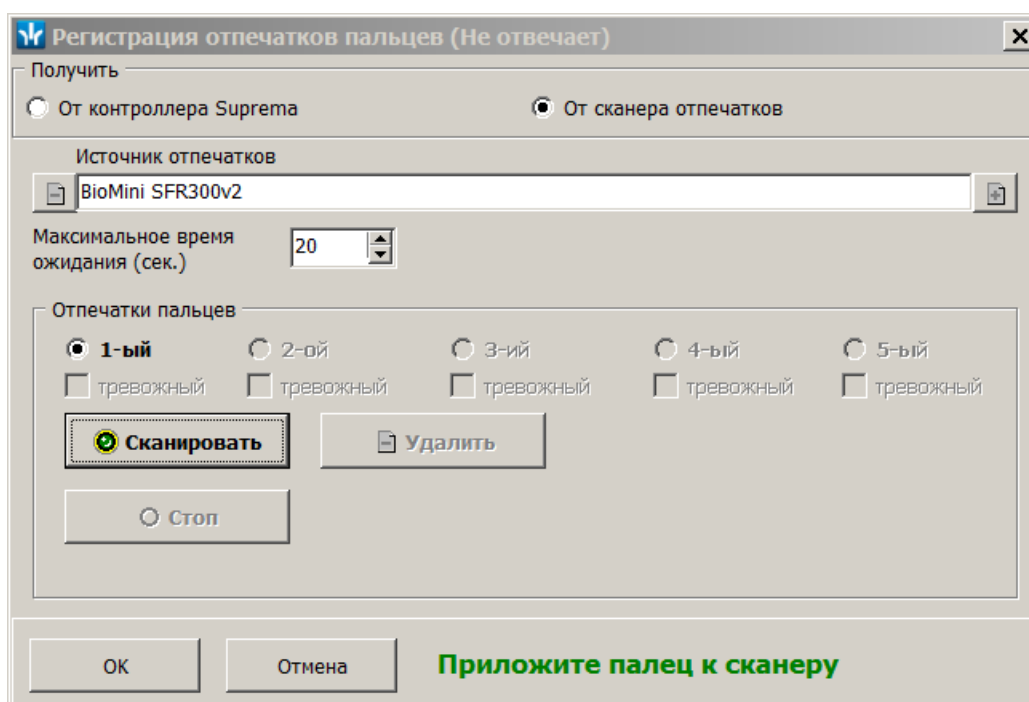 Регистрация отпечатков пальцев (Не отвечает)
Получить
От контроллера Suprema От сканера отпечатков
Источник отпечатков
BioMini SFR300v2
Максимальное время
ожидания (сек.)
20
Отпечатки пальцев
1-ый 2-ой 3-ий 4-ый 5-ый
тревожный тревожный тревожный тревожный тревожный
Сканировать Удалить
Стоп
OK Отмена Приложите палец к сканеру